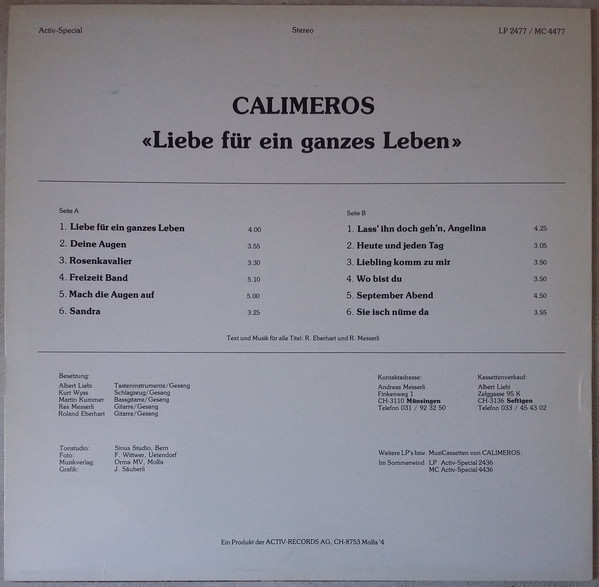 Activ-Special Stereo LP 2477 / MC 4477
CALIMEROS
«Liebe für ein ganzes Leben»
Seite A
1. Liebe für ein ganzes Leben 4.00
2. Deine Augen 3.55
3. Rosenkavalier 3.30
4. Freizeit Band 5.10
5. Mach die Augen auf 5.00
6. Sandra 3.25
Seite B
1. Lass' ihn doch geh'n, Angelina 4.25
2. Heute und jeden Tag 3.05
3. Liebling komm zu mir 3.50
4. Wo bist du 3.50
5. September Abend 4.50
6. Sie isch nüme da 3.55
Text und Musik für alle Titel: R. Eberhart und R. Messerli
Besetzung:
Albert Liebi Tasteninstrumente/Gesang
Kurt Wyss Schlagzeug/Gesang
Martin Kummer Bassgitarre/Gesang
Res Messerli Gitarre/Gesang
Roland Eberhart Gitarre/Gesang
Kontaktadresse:
Andreas Messerli
Finkenweg 1
CH-3110 Münsingen
Telefon 031 / 92 32 50
Kassettenverkauf:
Albert Liebi
Zelggasse 95 K
CH-3136 Seftigen
Telefon 033 / 45 43 02
Tonstudio: Sinus Studio, Bern
Foto: F. Wittwer, Uetendorf
Musikverlag: Orma MV, Mollis
Grafik: J. Säuberli
Weitere LP's bzw. MusiCassetten von CALIMEROS:
Im Sommerwind LP Activ-Special 2436
MC Activ-Special 4436
Ein Produkt der ACTIV-RECORDS AG, CH-8753 Mollis '4